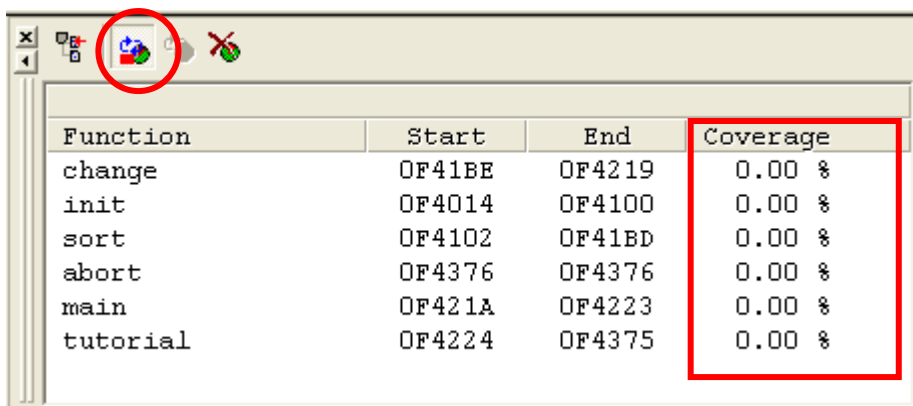 Function Start End Coverage
change 0F41BE 0F4219 0.00 %
init 0F4014 0F4100 0.00 %
sort 0F4102 0F41BD 0.00 %
abort 0F4376 0F4376 0.00 %
main 0F421A 0F4223 0.00 %
tutorial 0F4224 0F4375 0.00 %